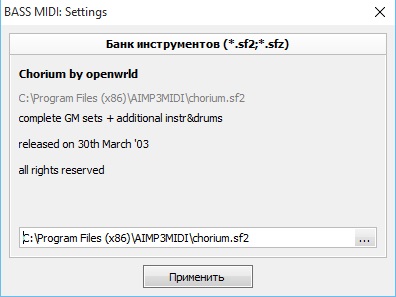 BASS MIDI: Settings
Банк инструментов (*.sf2;*.sfz)
Chorium by openwrld
C:\Program Files (x86)\AIMP3MIDI\chorium.sf2
complete GM sets + additional instr&drums
released on 30th March '03
all rights reserved
C:\Program Files (x86)\AIMP3MIDI\chorium.sf2
...
Применить